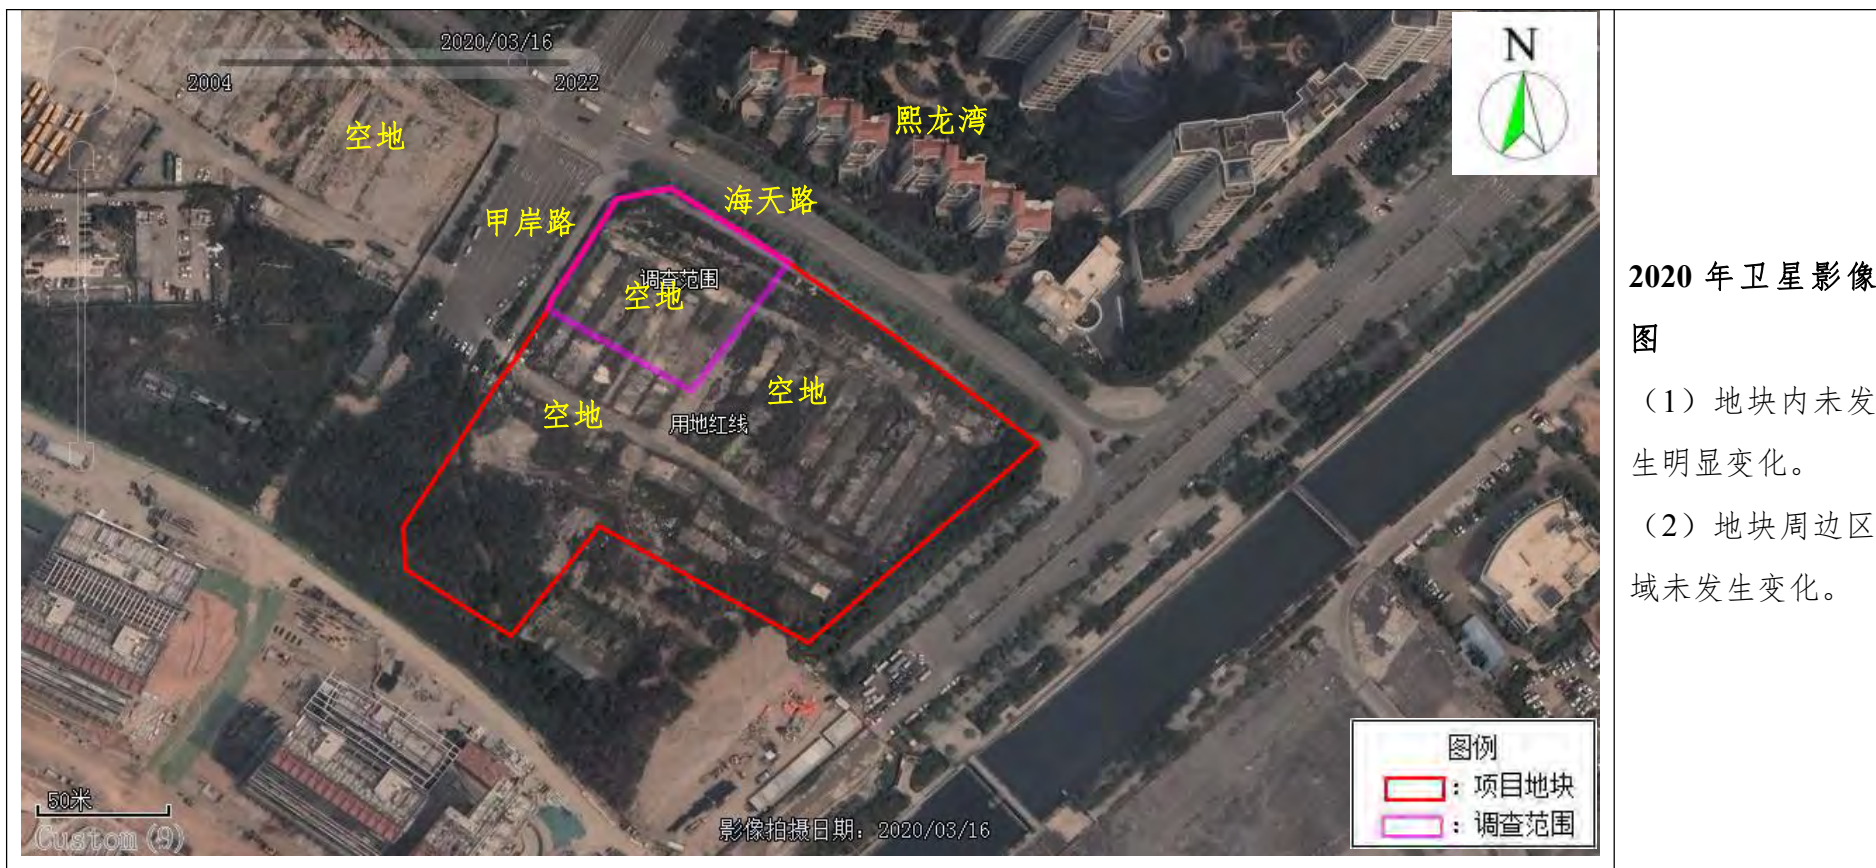 2020/03/16
2004
2022
N
空地
熙龙湾
海天路
甲岸路
调查范围
空地
空地
空地
用地红线
50米
Custom (9)
影像拍摄日期: 2020/03/16
图例
：项目地块
：调查范围
2020 年卫星影像
图
（1）地块内未发
生明显变化。
（2）地块周边区
域未发生变化。